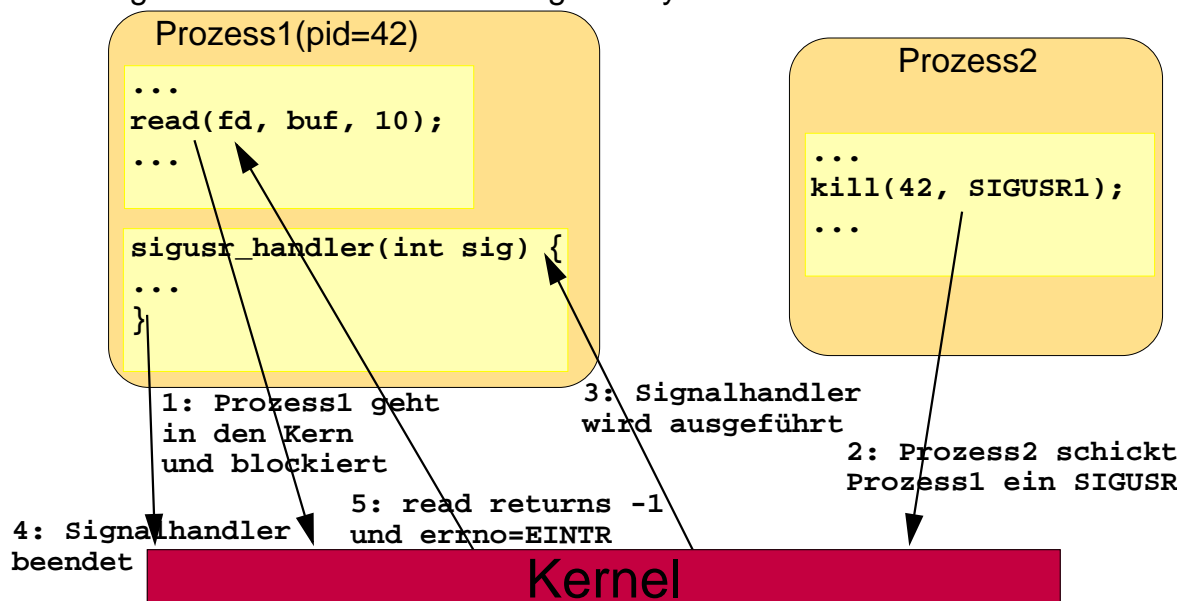 Prozess1(pid=42)
...
read(fd, buf, 10);
...
sigusr_handler(int sig) {
...
}
Prozess2
...
kill(42, SIGUSR1);
...
1: Prozess1 geht
in den Kern
und blockiert
3: Signalhandler
wird ausgeführt
2: Prozess2 schickt
Prozess1 ein SIGUSR
5: read returns -1
und errno=EINTR
4: Signalhandler
beendet
Kernel